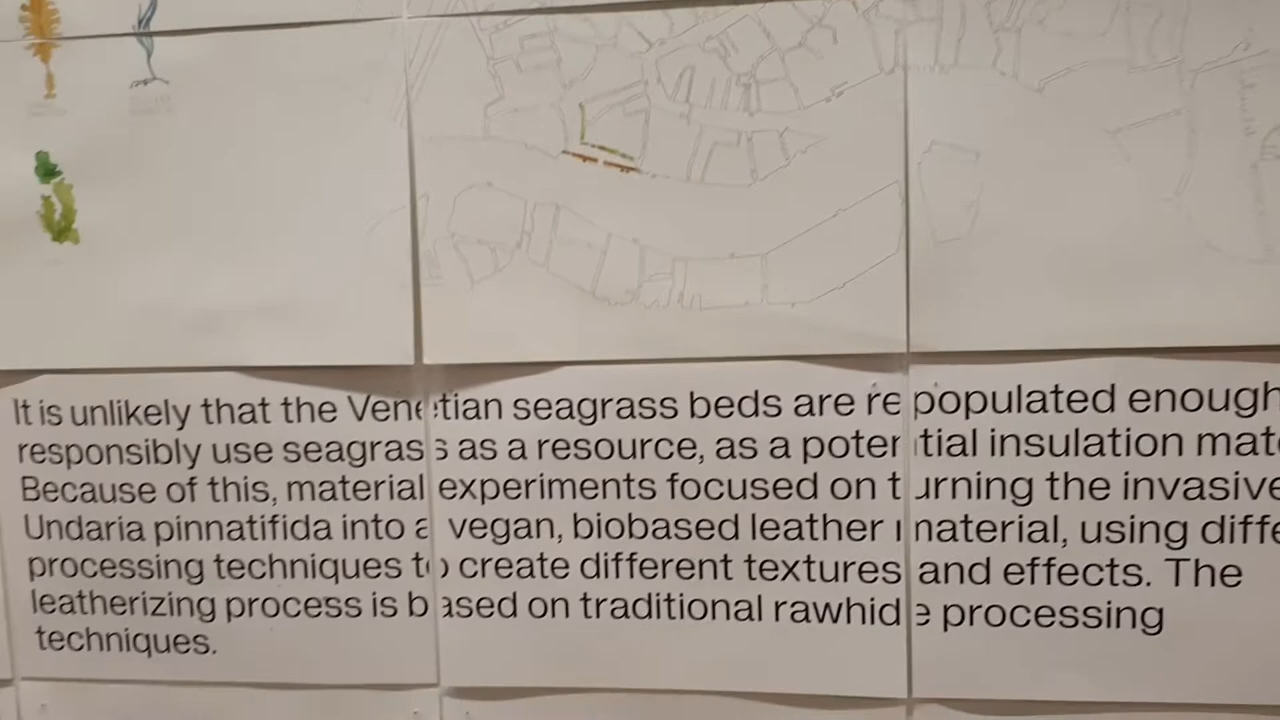 It is unlikely that the Venetian seagrass beds are repopulated enough
responsibly use seagrass as a resource, as a potential insulation
Because of this, material experiments focused on turning the invasive
Undaria pinnatifida into a vegan, biobased leather material, using
processing techniques to create different textures and effects. The
leatherizing process is based on traditional rawhide processing
techniques.